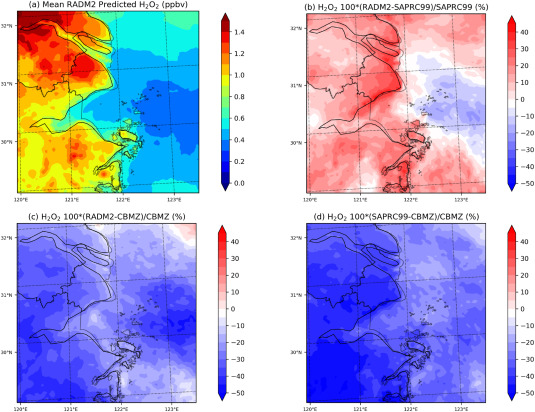 (a) Mean RADM2 Predicted H₂O₂ (ppbv)
32°N
31°N
30°N
120°E 121°E 122°E 123°E
1.4
1.2
1.0
0.8
0.6
0.4
0.2
0.0
(b) H₂O₂ 100*(RADM2-SAPRC99)/SAPRC99 (%)
32°N
31°N
30°N
120°E 121°E 122°E 123°E
40
30
20
10
0
−10
−20
−30
−40
−50
(c) H₂O₂ 100*(RADM2-CBMZ)/CBMZ (%)
32°N
31°N
30°N
120°E 121°E 122°E 123°E
40
30
20
10
0
−10
−20
−30
−40
−50
(d) H₂O₂ 100*(SAPRC99-CBMZ)/CBMZ (%)
32°N
31°N
30°N
120°E 121°E 122°E 123°E
40
30
20
10
0
−10
−20
−30
−40
−50